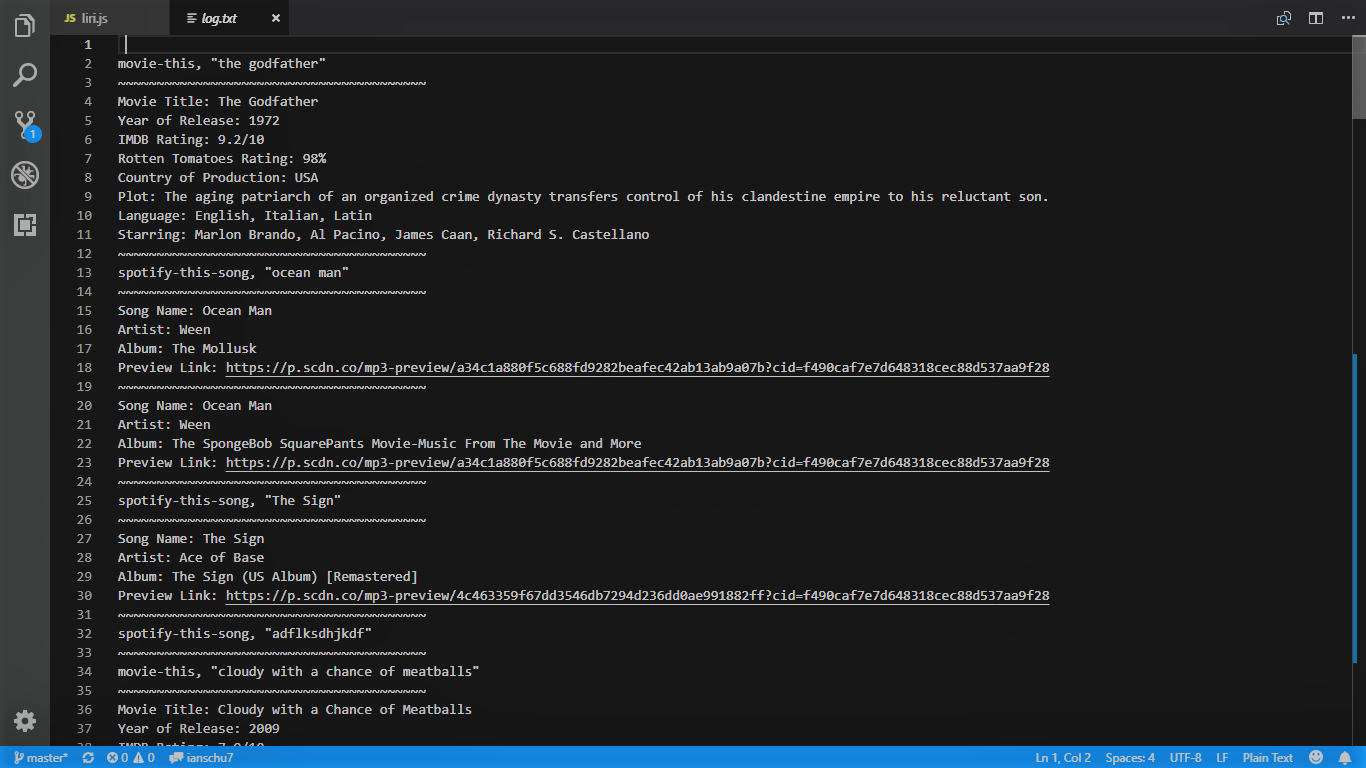 JS liri.js
log.txt
1
2 movie-this, "the godfather"
3 ~~~~~~~~~~~~~~~~~~~~~~~~~~~~~~~~~~~~~~~~
4 Movie Title: The Godfather
5 Year of Release: 1972
6 IMDB Rating: 9.2/10
7 Rotten Tomatoes Rating: 98%
8 Country of Production: USA
9 Plot: The aging patriarch of an organized crime dynasty transfers control of his clandestine empire to his reluctant son.
10 Language: English, Italian, Latin
11 Starring: Marlon Brando, Al Pacino, James Caan, Richard S. Castellano
12 ~~~~~~~~~~~~~~~~~~~~~~~~~~~~~~~~~~~~~~~~
13 spotify-this-song, "ocean man"
14 ~~~~~~~~~~~~~~~~~~~~~~~~~~~~~~~~~~~~~~~~
15 Song Name: Ocean Man
16 Artist: Ween
17 Album: The Mollusk
18 Preview Link: https://p.scdn.co/mp3-preview/a34c1a880f5c688fd9282beafec42ab13ab9a07b?cid=f490caf7e7d648318cec88d537aa9f28
19 ~~~~~~~~~~~~~~~~~~~~~~~~~~~~~~~~~~~~~~~~
20 Song Name: Ocean Man
21 Artist: Ween
22 Album: The SpongeBob SquarePants Movie-Music From The Movie and More
23 Preview Link: https://p.scdn.co/mp3-preview/a34c1a880f5c688fd9282beafec42ab13ab9a07b?cid=f490caf7e7d648318cec88d537aa9f28
24 ~~~~~~~~~~~~~~~~~~~~~~~~~~~~~~~~~~~~~~~~
25 spotify-this-song, "The Sign"
26 ~~~~~~~~~~~~~~~~~~~~~~~~~~~~~~~~~~~~~~~~
27 Song Name: The Sign
28 Artist: Ace of Base
29 Album: The Sign (US Album) [Remastered]
30 Preview Link: https://p.scdn.co/mp3-preview/4c463359f67dd3546db7294d236dd0ae991882ff?cid=f490caf7e7d648318cec88d537aa9f28
31 ~~~~~~~~~~~~~~~~~~~~~~~~~~~~~~~~~~~~~~~~
32 spotify-this-song, "adflksdhjkdf"
33 ~~~~~~~~~~~~~~~~~~~~~~~~~~~~~~~~~~~~~~~~
34 movie-this, "cloudy with a chance of meatballs"
35 ~~~~~~~~~~~~~~~~~~~~~~~~~~~~~~~~~~~~~~~~
36 Movie Title: Cloudy with a Chance of Meatballs
37 Year of Release: 2009
38 IMDB Rating:
1
master* 0 0 ianschu7 Ln 1, Col 2 Spaces: 4 UTF-8 LF Plain Text